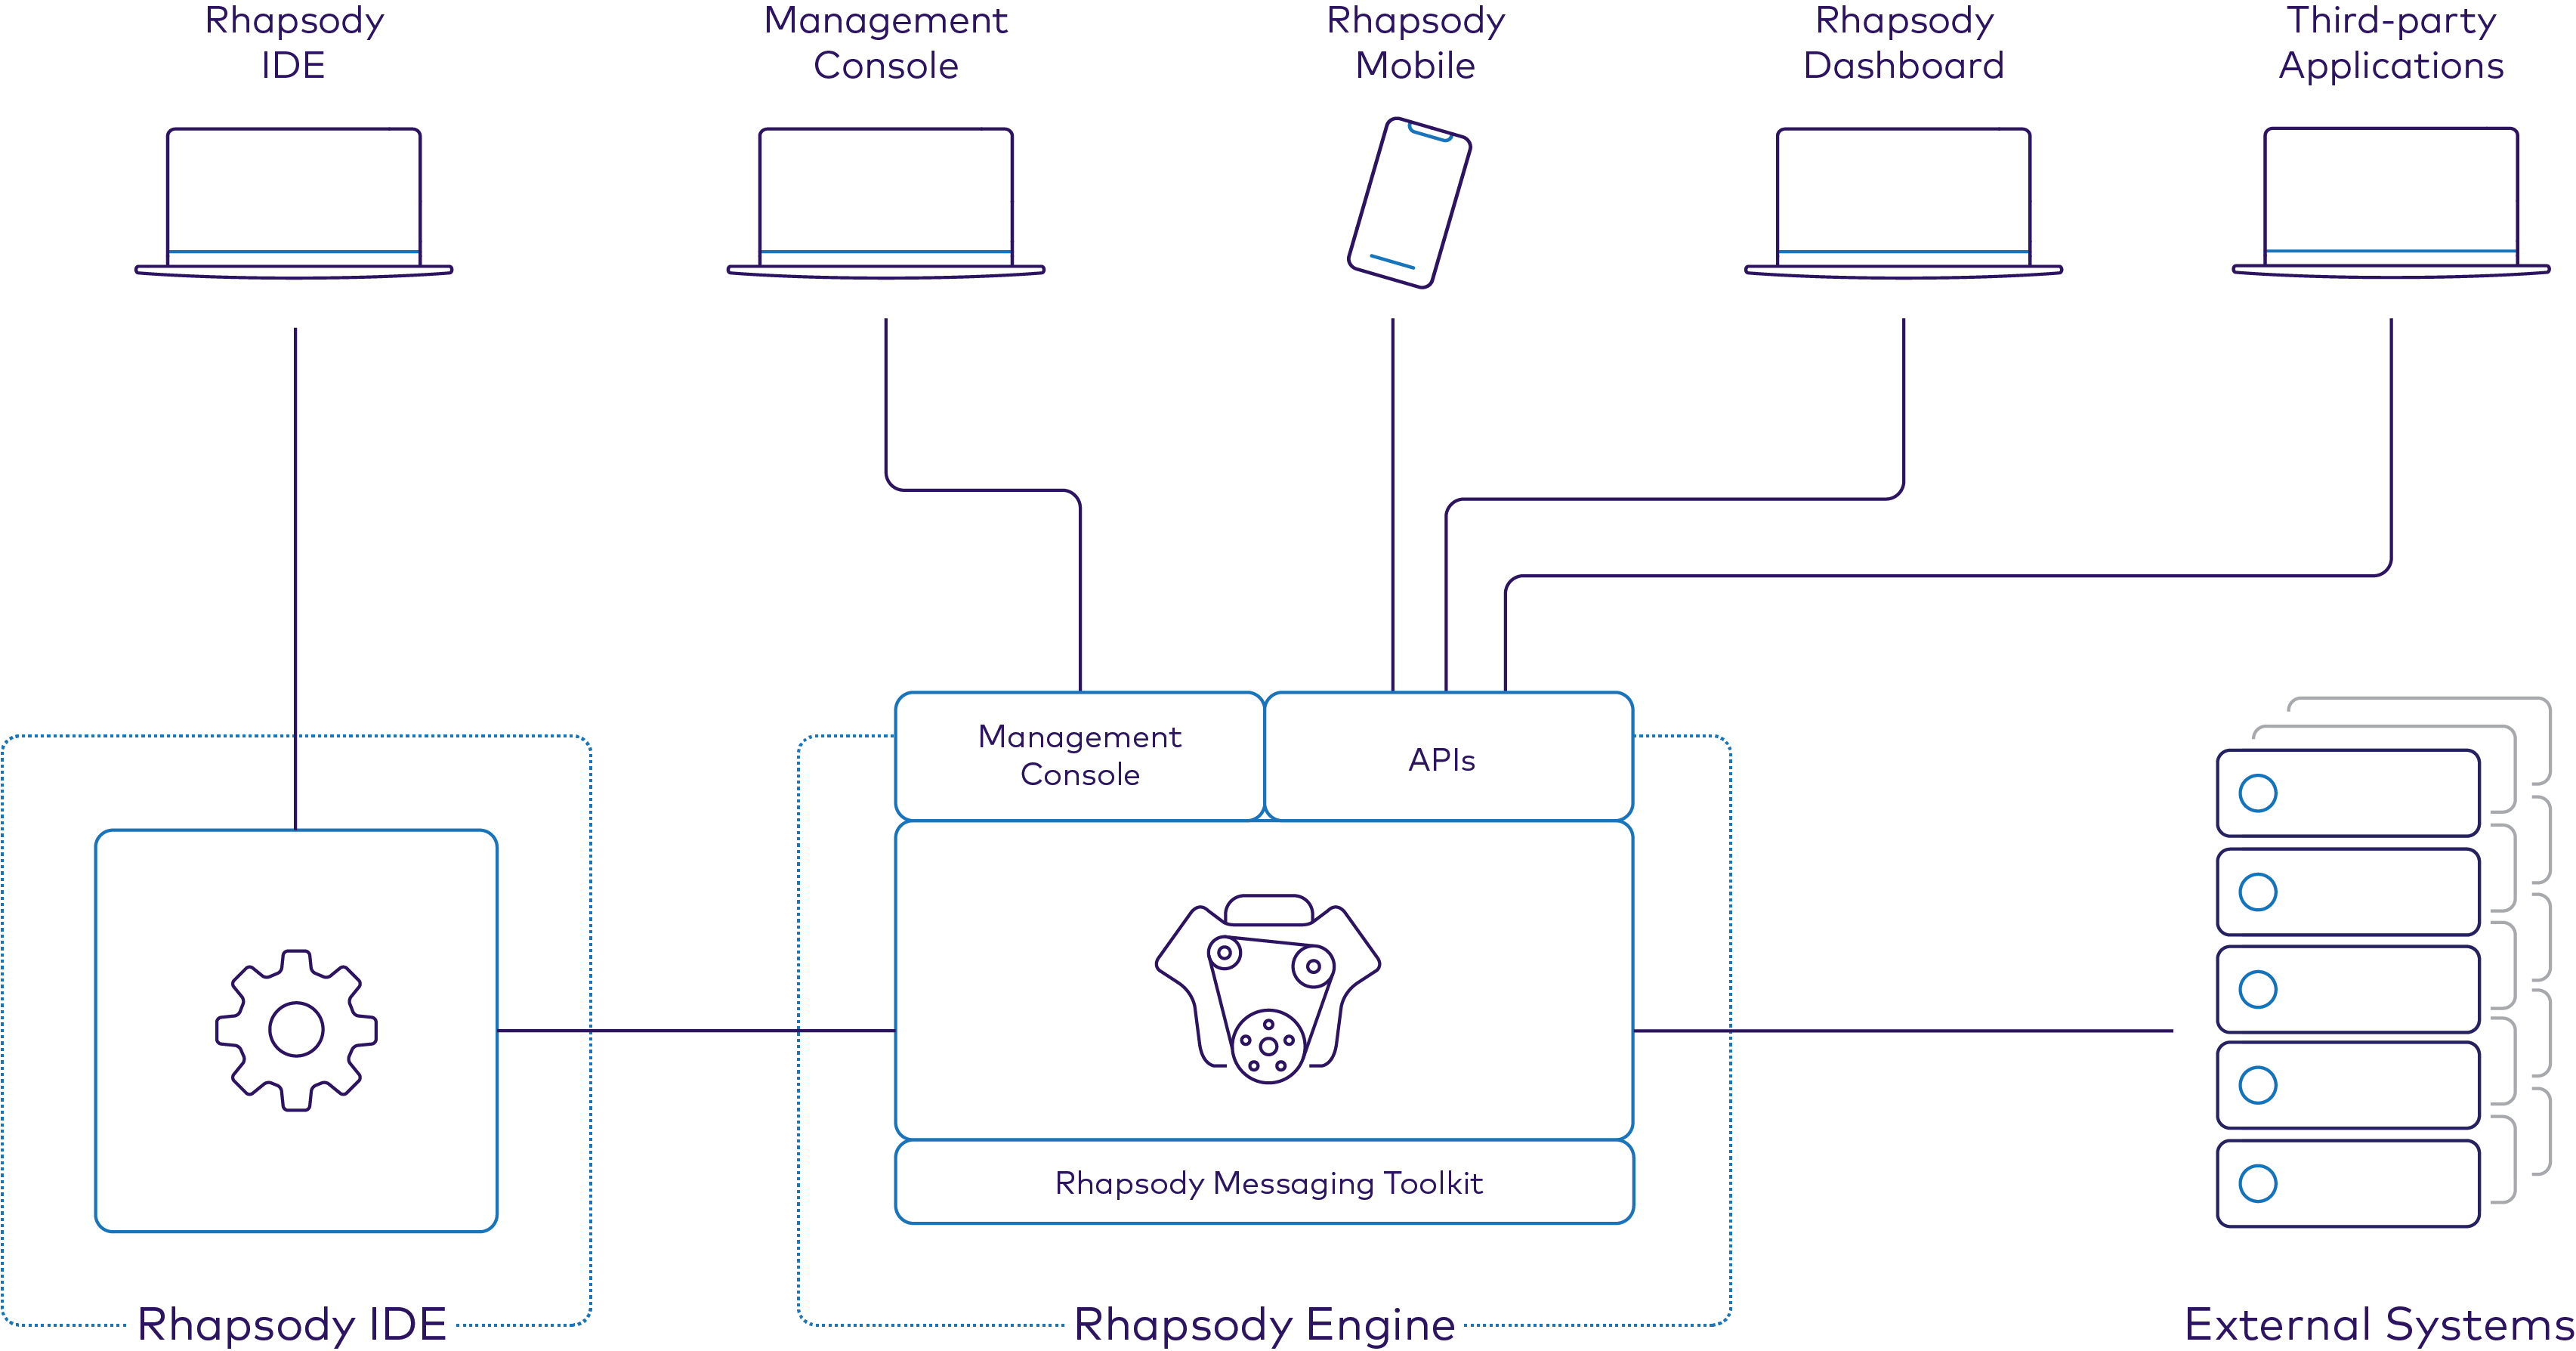 Rhapsody
IDE
Management
Console
Rhapsody
Mobile
Rhapsody
Dashboard
Third-party
Applications
Management
Console
APIs
Rhapsody Messaging Toolkit
Rhapsody IDE
Rhapsody Engine
External Systems